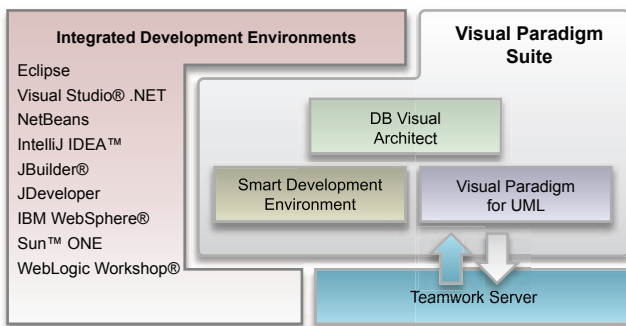 Integrated Development Environments
Eclipse
Visual Studio® .NET
NetBeans
IntelliJ IDEA™
JBuilder®
JDeveloper
IBM WebSphere®
Sun™ ONE
WebLogic Workshop®
Visual Paradigm
Suite
DB Visual
Architect
Smart Development
Environment
Visual Paradigm
for UML
Teamwork Server